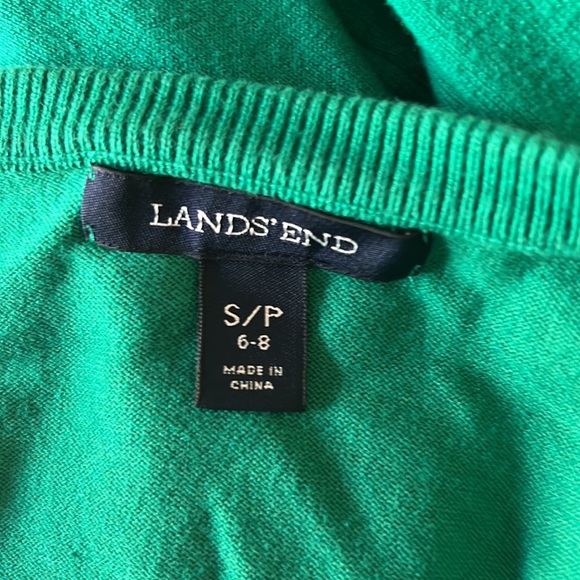 LANDS' END
S/P
6-8
MADE IN
CHINA